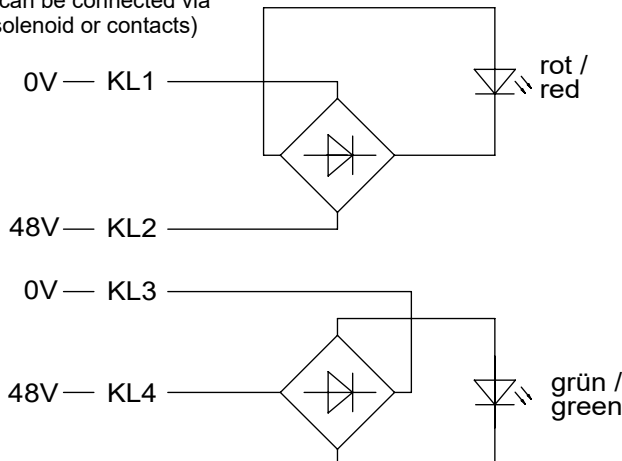 can be connected via
solenoid or contacts)
0V — KL1
rot /
red
48V — KL2
0V — KL3
48V — KL4
grün /
green